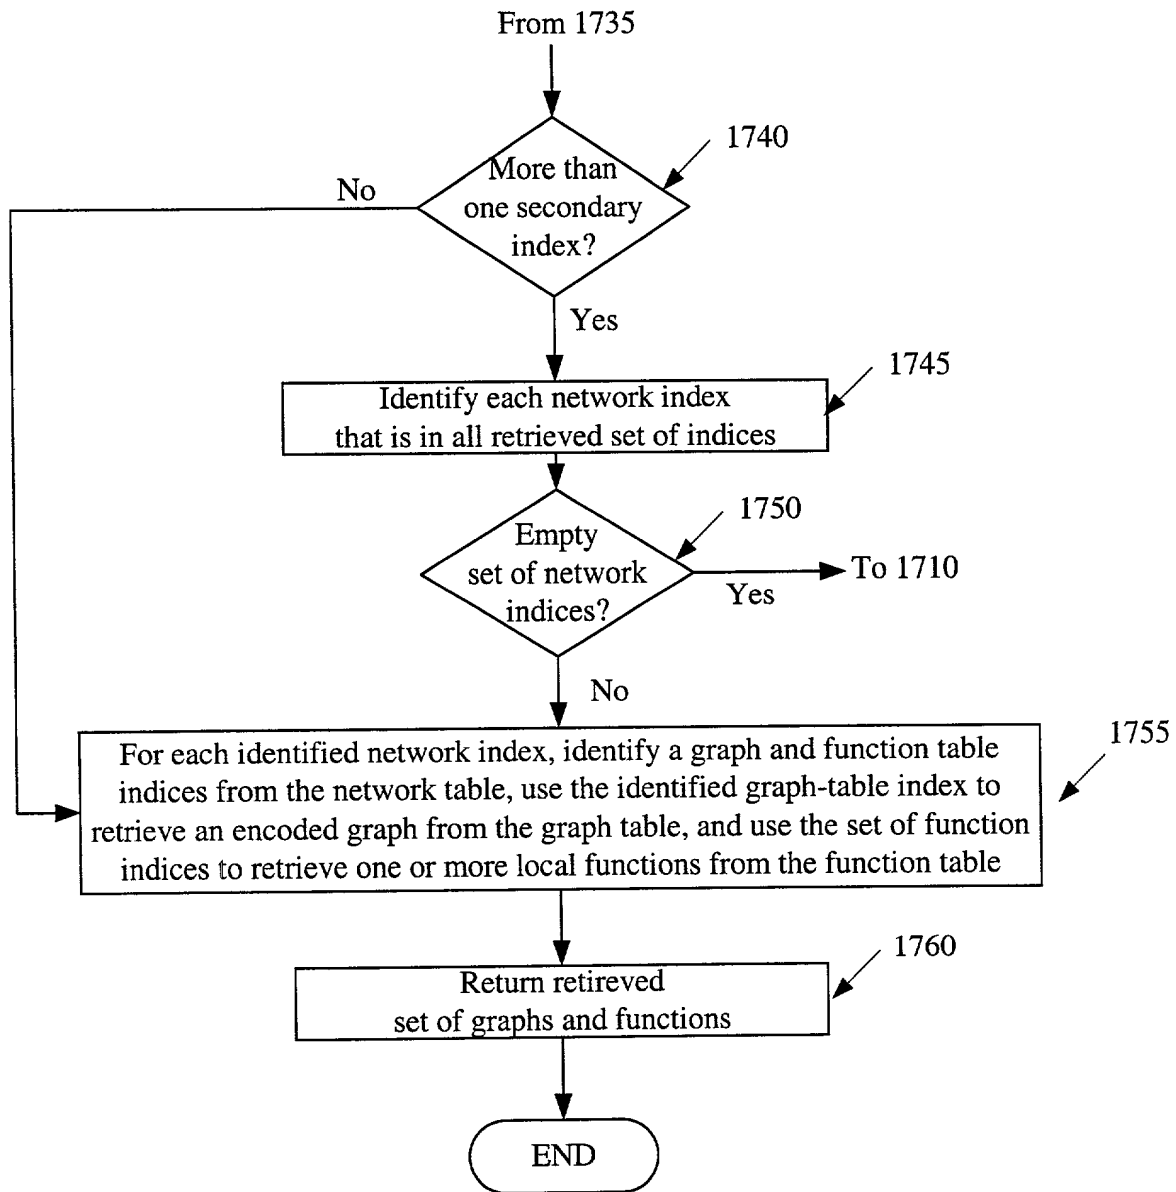 From 1735
1740
More than
one secondary
index?
No
Yes
1745
Identify each network index
that is in all retrieved set of indices
1750
Empty
set of network
indices?
To 1710
Yes
No
1755
For each identified network index, identify a graph and function table
indices from the network table, use the identified graph-table index to
retrieve an encoded graph from the graph table, and use the set of function
indices to retrieve one or more local functions from the function table
1760
Return retireved
set of graphs and functions
END